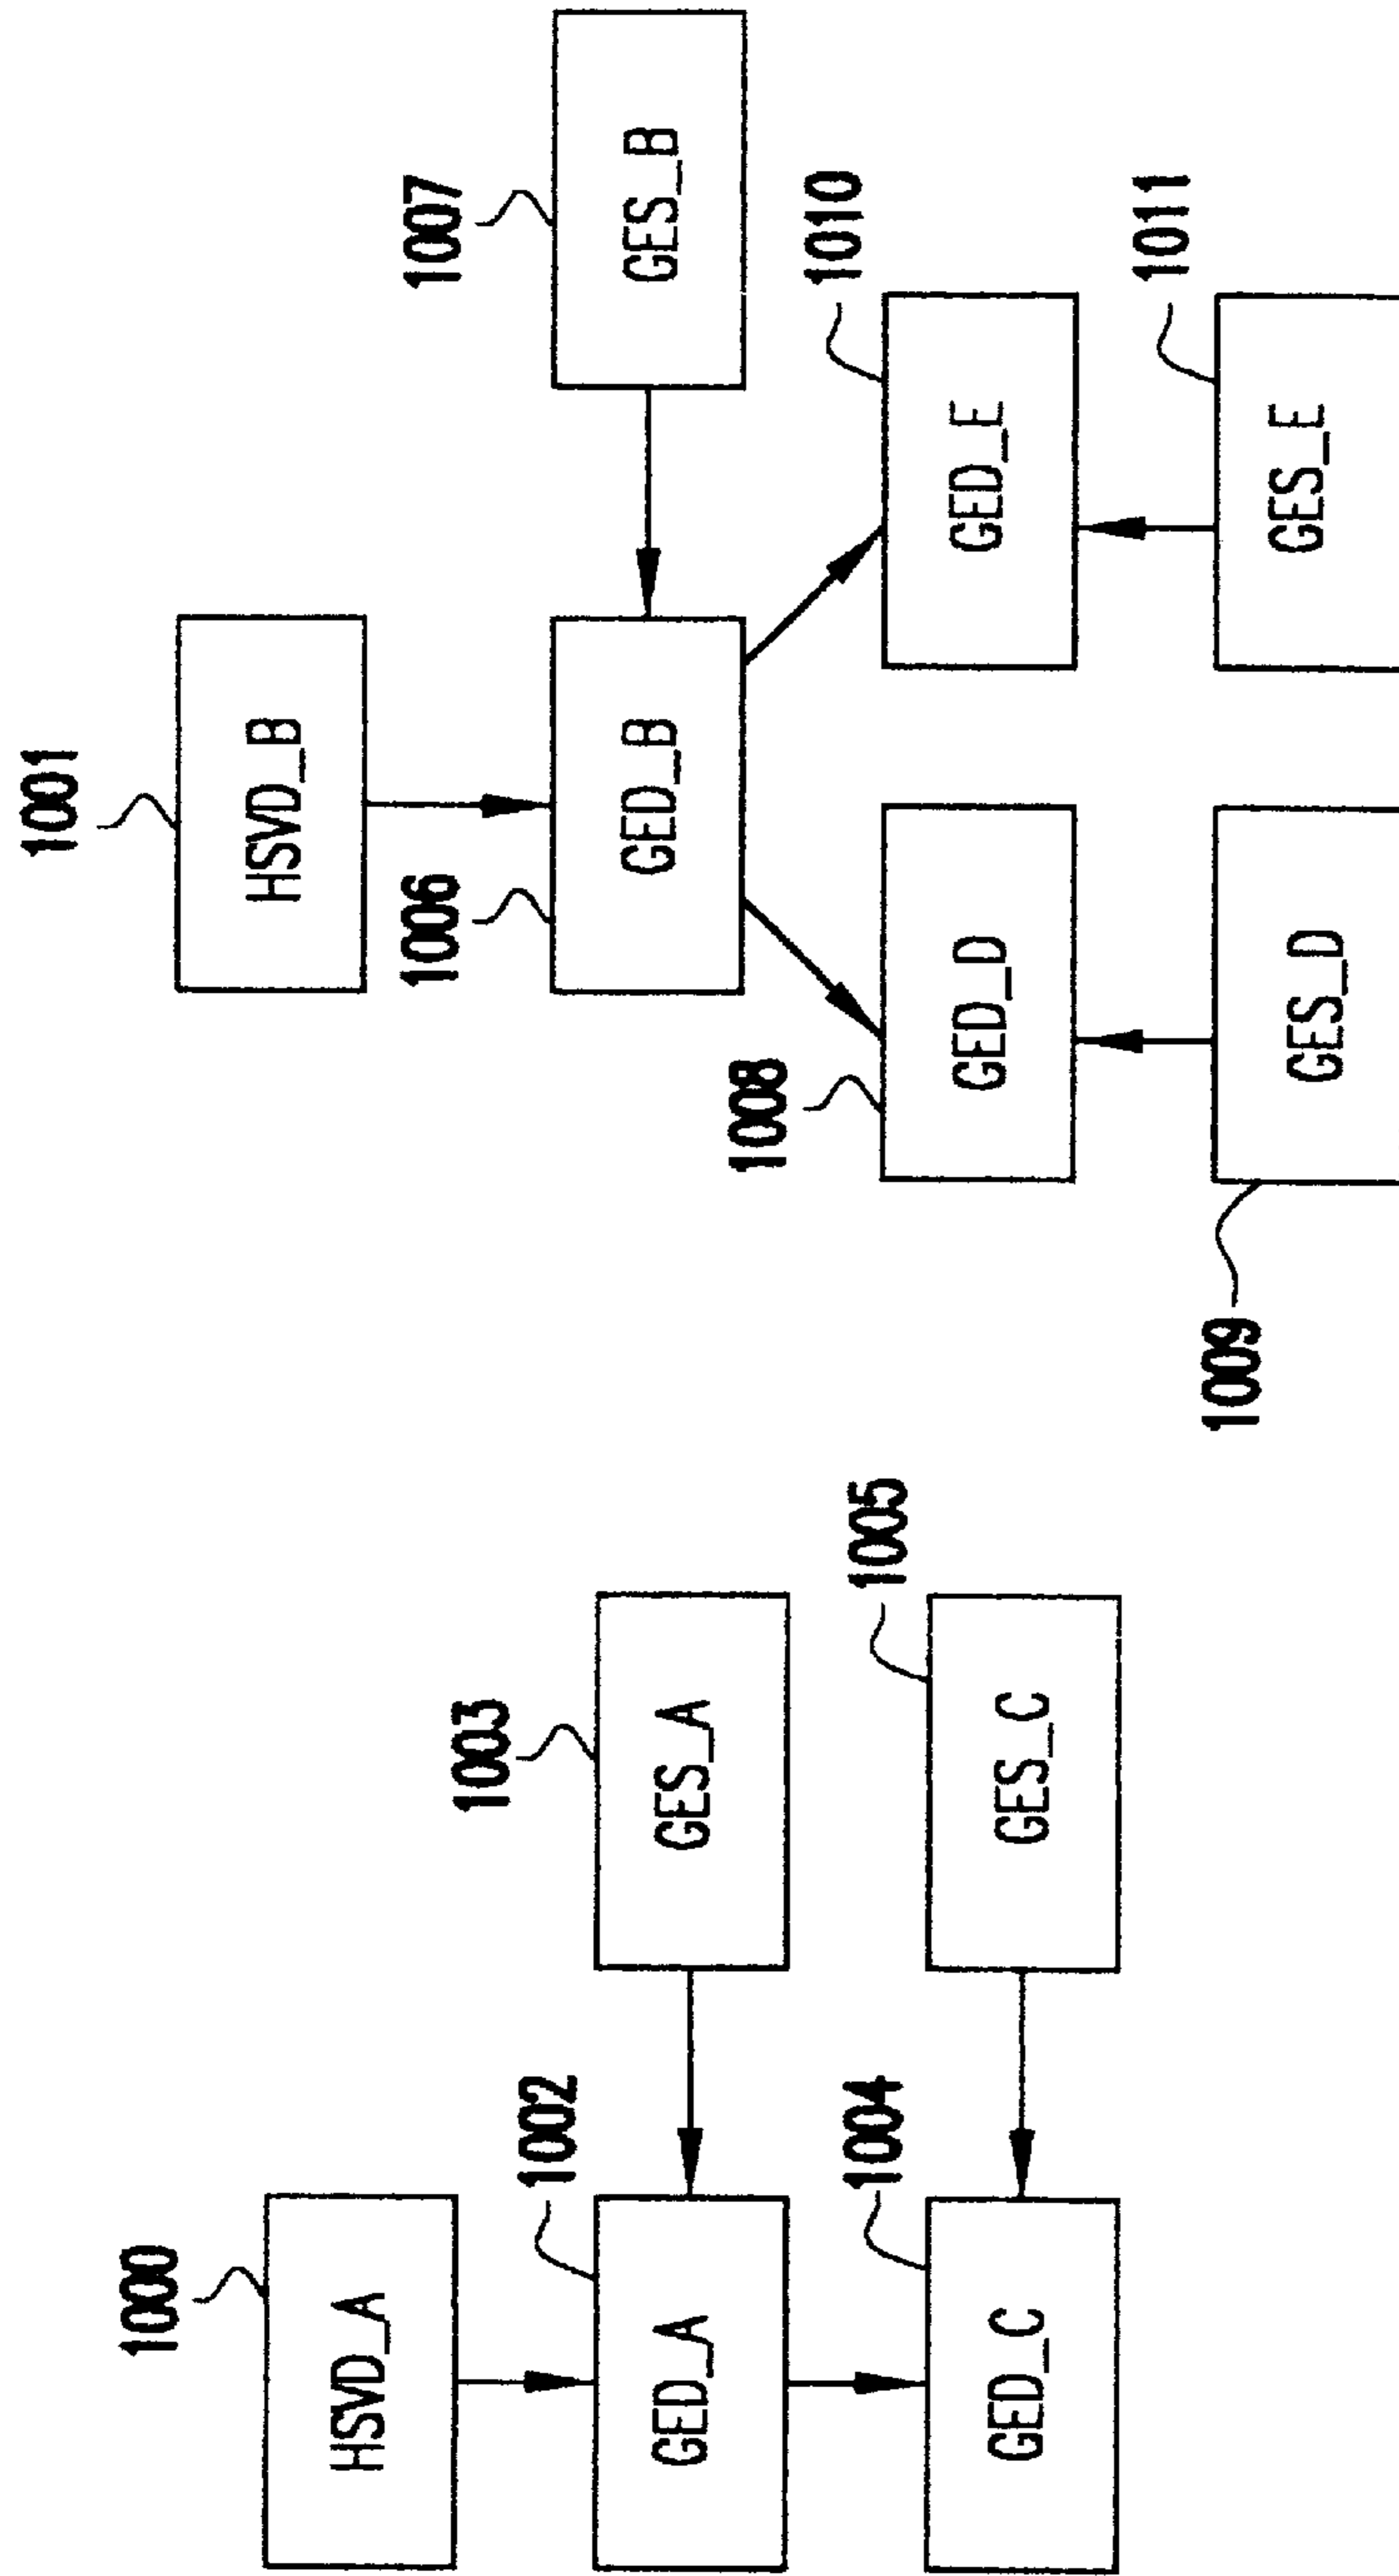 1000
HSVD_A
1002
GED_A
1003
GES_A
1004
GED_C
1005
GES_C
1001
HSVD_B
1006
GED_B
1007
GES_B
1008
GED_D
1010
GED_E
1009
GES_D
1011
GES_E